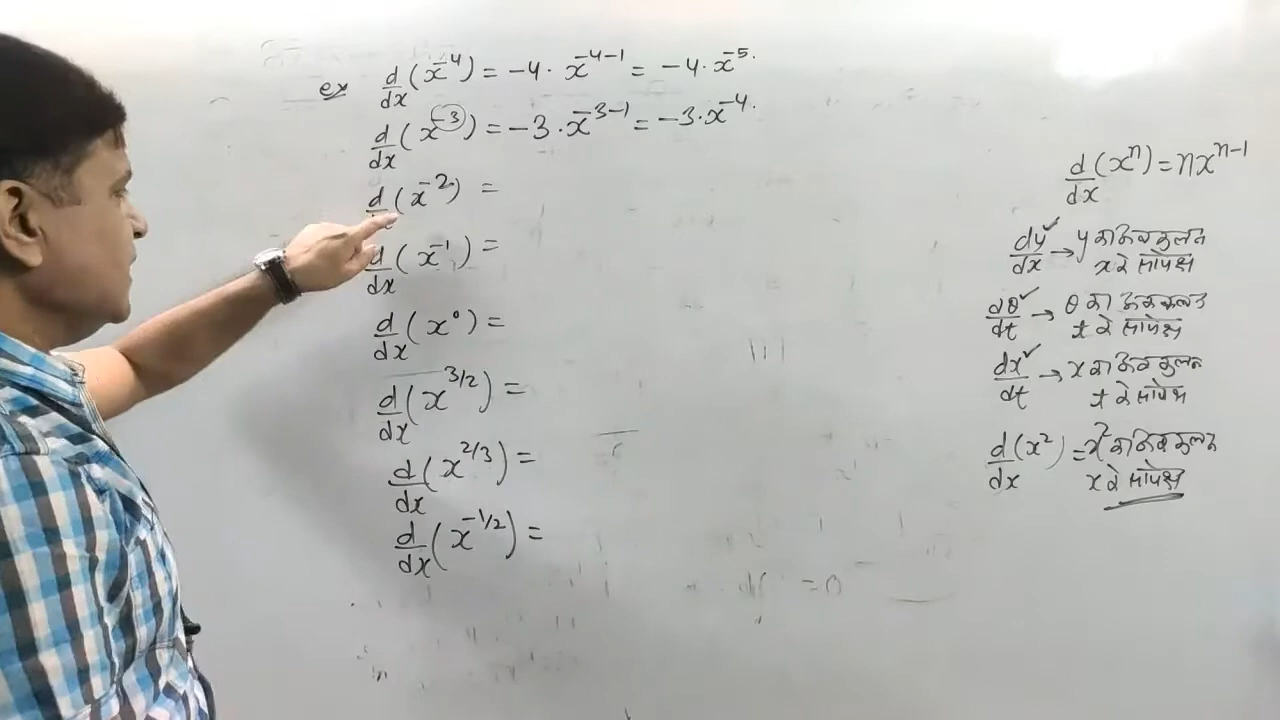 ex d/dx (x⁻⁴) = -4 · x⁻⁴⁻¹ = -4 · x⁻⁵.
d/dx (x⁻³) = -3 · x⁻³⁻¹ = -3 · x⁻⁴.
d/dx (x⁻²) =
d/dx (x⁻¹) =
d/dx (x⁰) =
d/dx (x^3/2) =
d/dx (x^2/3) =
d/dx (x^-1/2) =
d/dx (xⁿ) = nxⁿ⁻¹
dy/dx → y का अवकलन
x के सापेक्ष
dθ/dt → θ का अवकलन
t के सापेक्ष
dx/dt → x का अवकलन
t के सापेक्ष
d/dx (x²) = x² का अवकलन
x के सापेक्ष
= 0